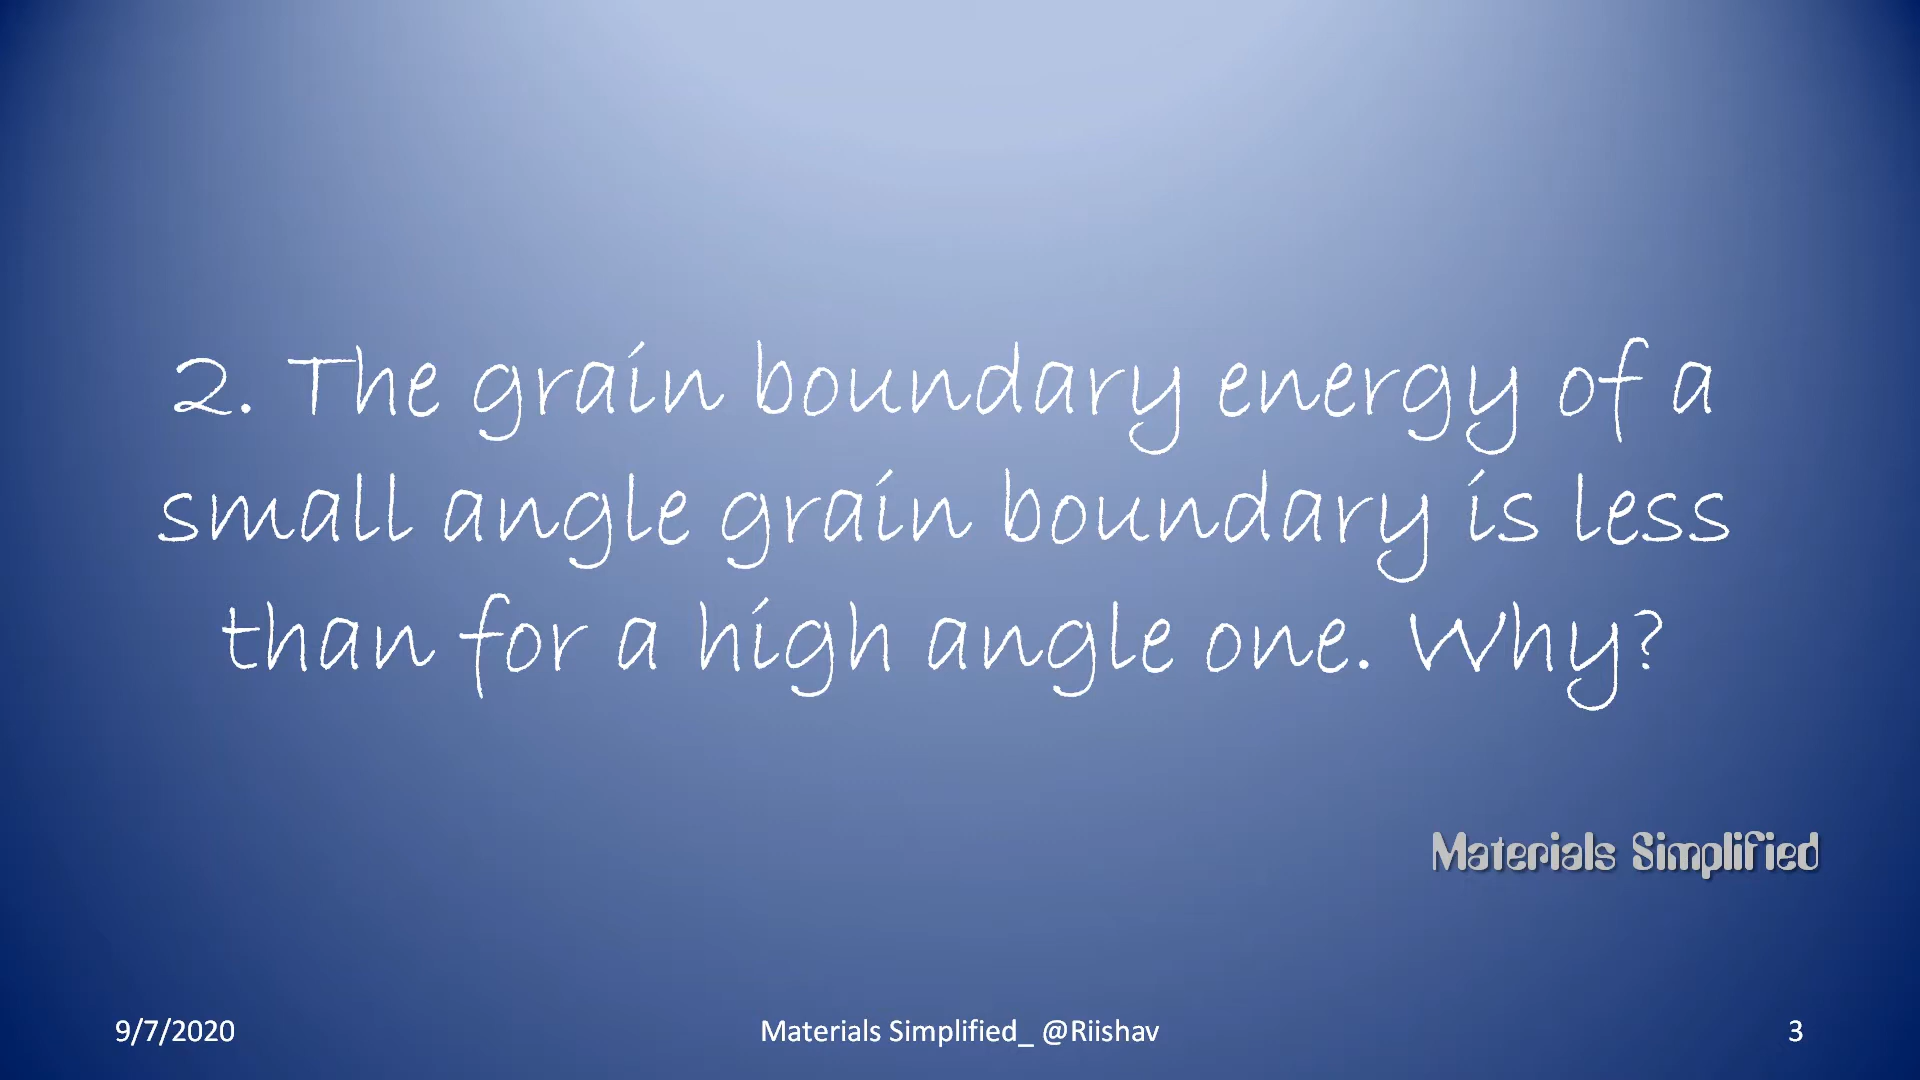 2. The grain boundary energy of a
small angle grain boundary is less
than for a high angle one. Why?
Materials Simplified
9/7/2020
Materials Simplified_ @Riishav
3